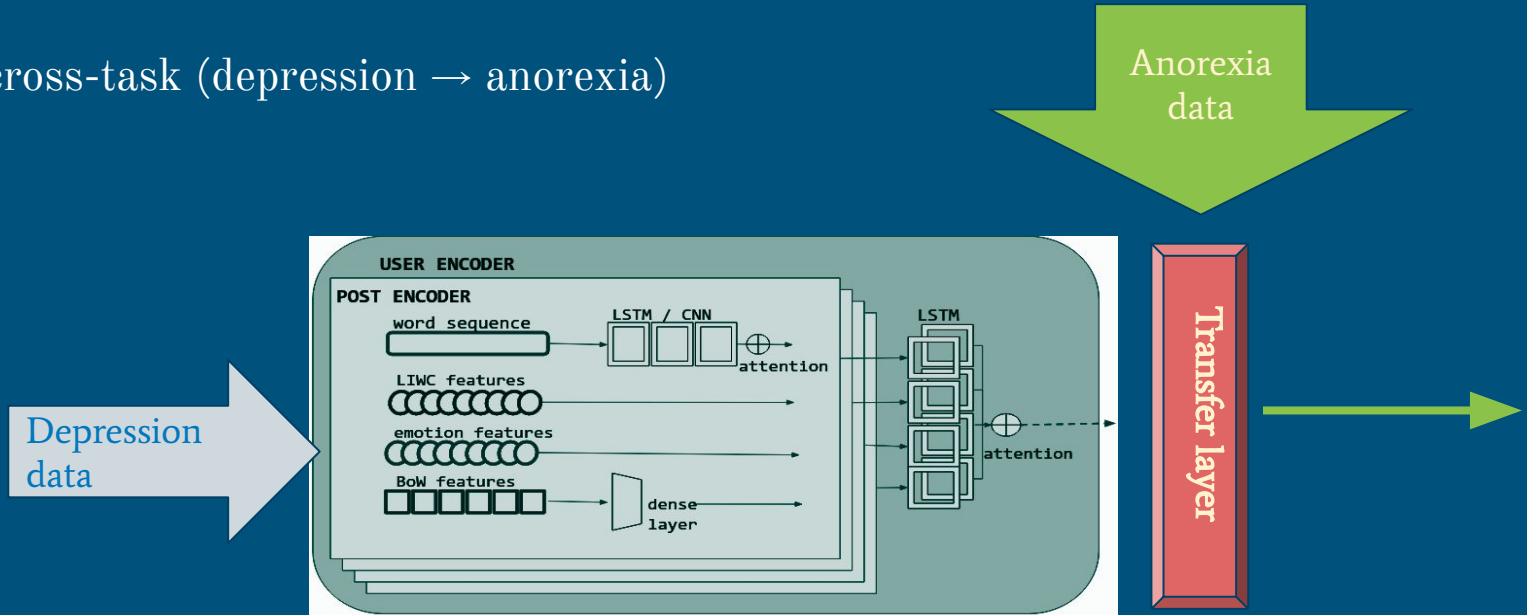 cross-task (depression → anorexia)
Anorexia
data
USER ENCODER
POST ENCODER
word sequence
LSTM / CNN
attention
LIWC features
emotion features
BoW features
dense
layer
LSTM
attention
Depression
data
Transfer layer